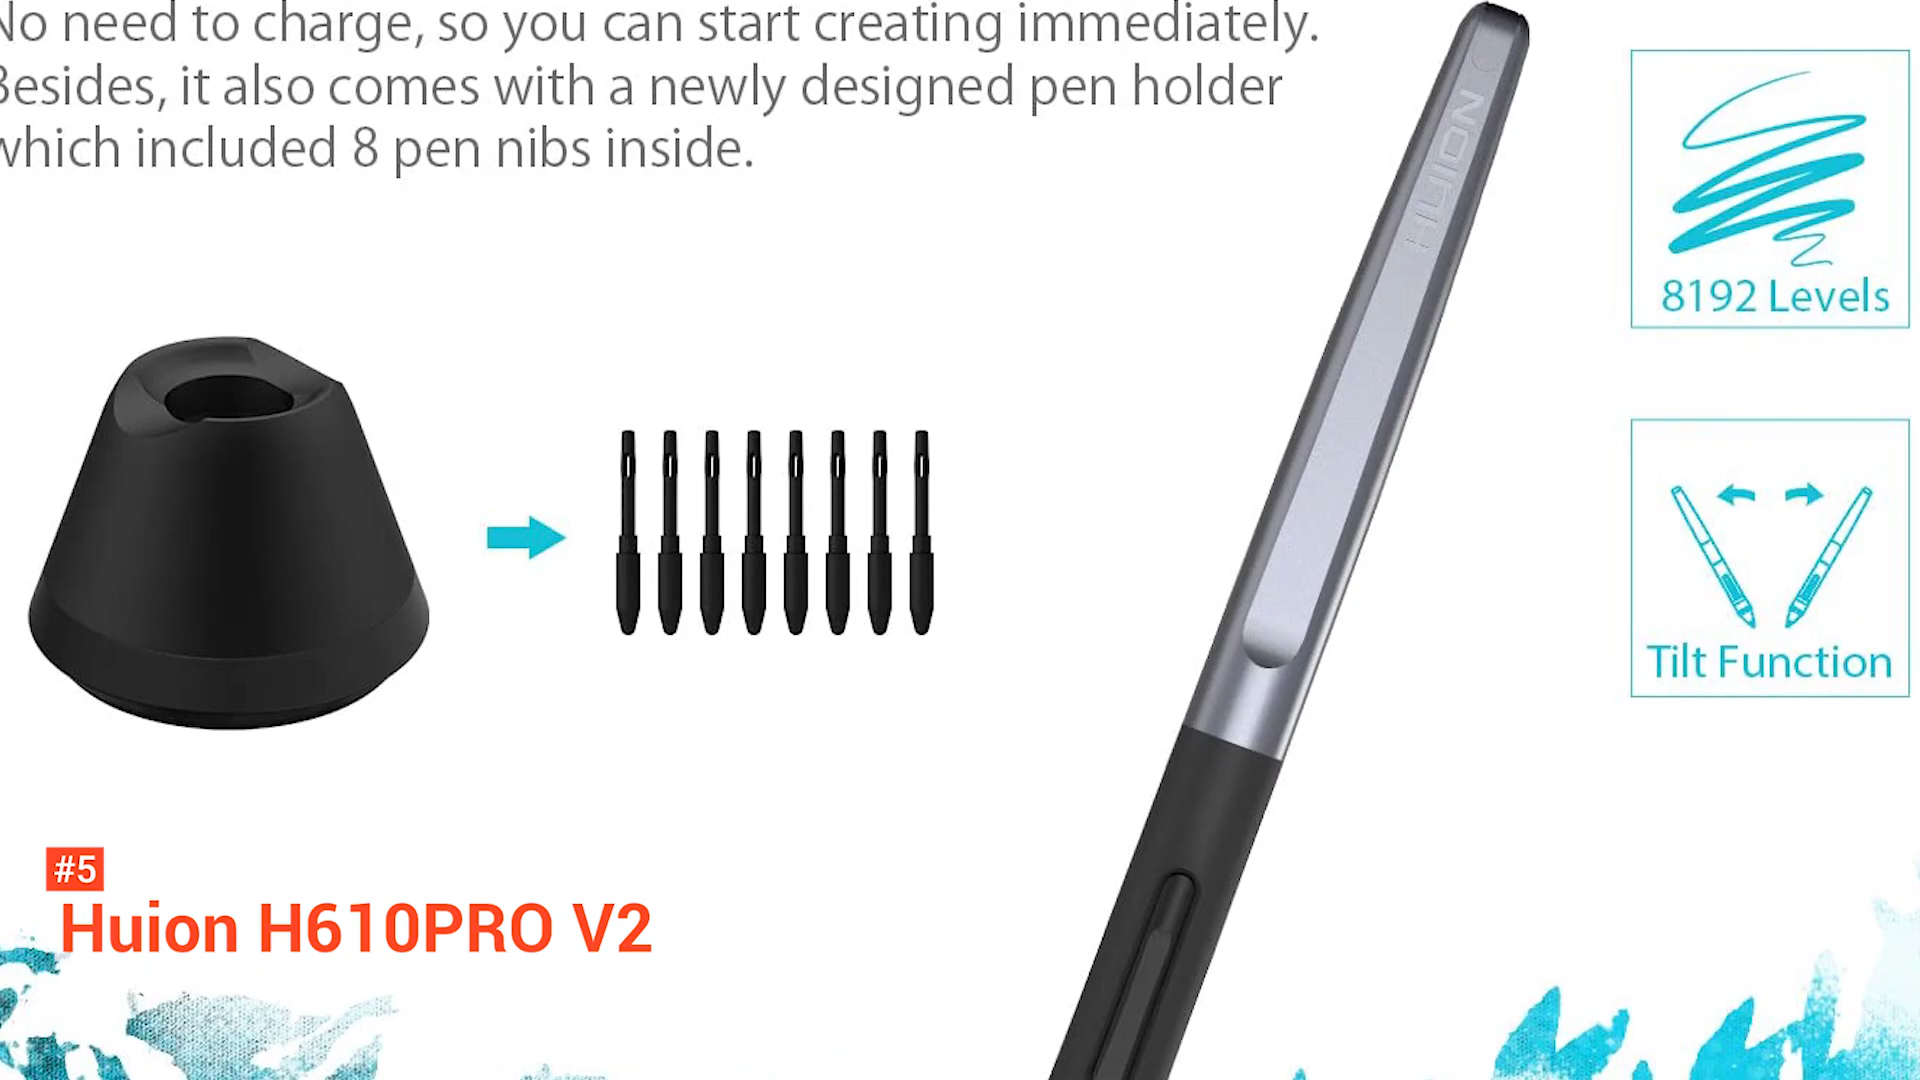 No need to charge, so you can start creating immediately.
Besides, it also comes with a newly designed pen holder
which included 8 pen nibs inside.
HUION
8192 Levels
Tilt Function
#5
Huion H610PRO V2